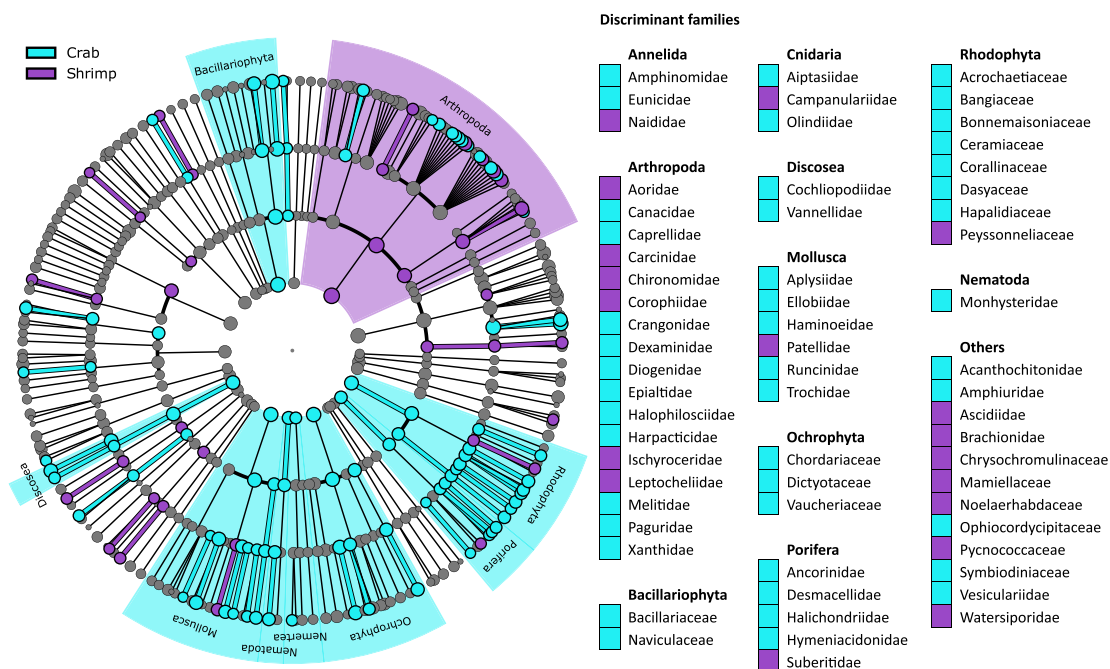 Crab
Shrimp
Bacillariophyta
Arthropoda
Rhodophyta
Porifera
Ochrophyta
Nemertea
Nematoda
Mollusca
Discosea
Discriminant families
Annelida
Amphinomidae
Eunicidae
Naididae
Arthropoda
Aoridae
Canacidae
Caprellidae
Carcinidae
Chironomidae
Corophiidae
Crangonidae
Dexaminidae
Diogenidae
Epialtidae
Halophilosciidae
Harpacticidae
Ischyroceridae
Leptocheliidae
Melitidae
Paguridae
Xanthidae
Bacillariophyta
Bacillariaceae
Naviculaceae
Cnidaria
Aiptasiidae
Campanulariidae
Olindiidae
Discosea
Cochliopodiidae
Vannellidae
Mollusca
Aplysiidae
Ellobiidae
Haminoeidae
Patellidae
Runcinidae
Trochidae
Ochrophyta
Chordariaceae
Dictyotaceae
Vaucheriaceae
Porifera
Ancorinidae
Desmacellidae
Halichondriidae
Hymeniacidonidae
Suberitidae
Rhodophyta
Acrochaetiaceae
Bangiaceae
Bonnemaisoniaceae
Ceramiaceae
Corallinaceae
Dasyaceae
Hapalidiaceae
Peyssonneliaceae
Nematoda
Monhysteridae
Others
Acanthochitonidae
Amphiuridae
Ascidiidae
Brachionidae
Chrysochromulinaceae
Mamiellaceae
Noelaerhabdaceae
Ophiocordycipitaceae
Pycnococcaceae
Symbiodiniaceae
Vesiculariidae
Watersiporidae